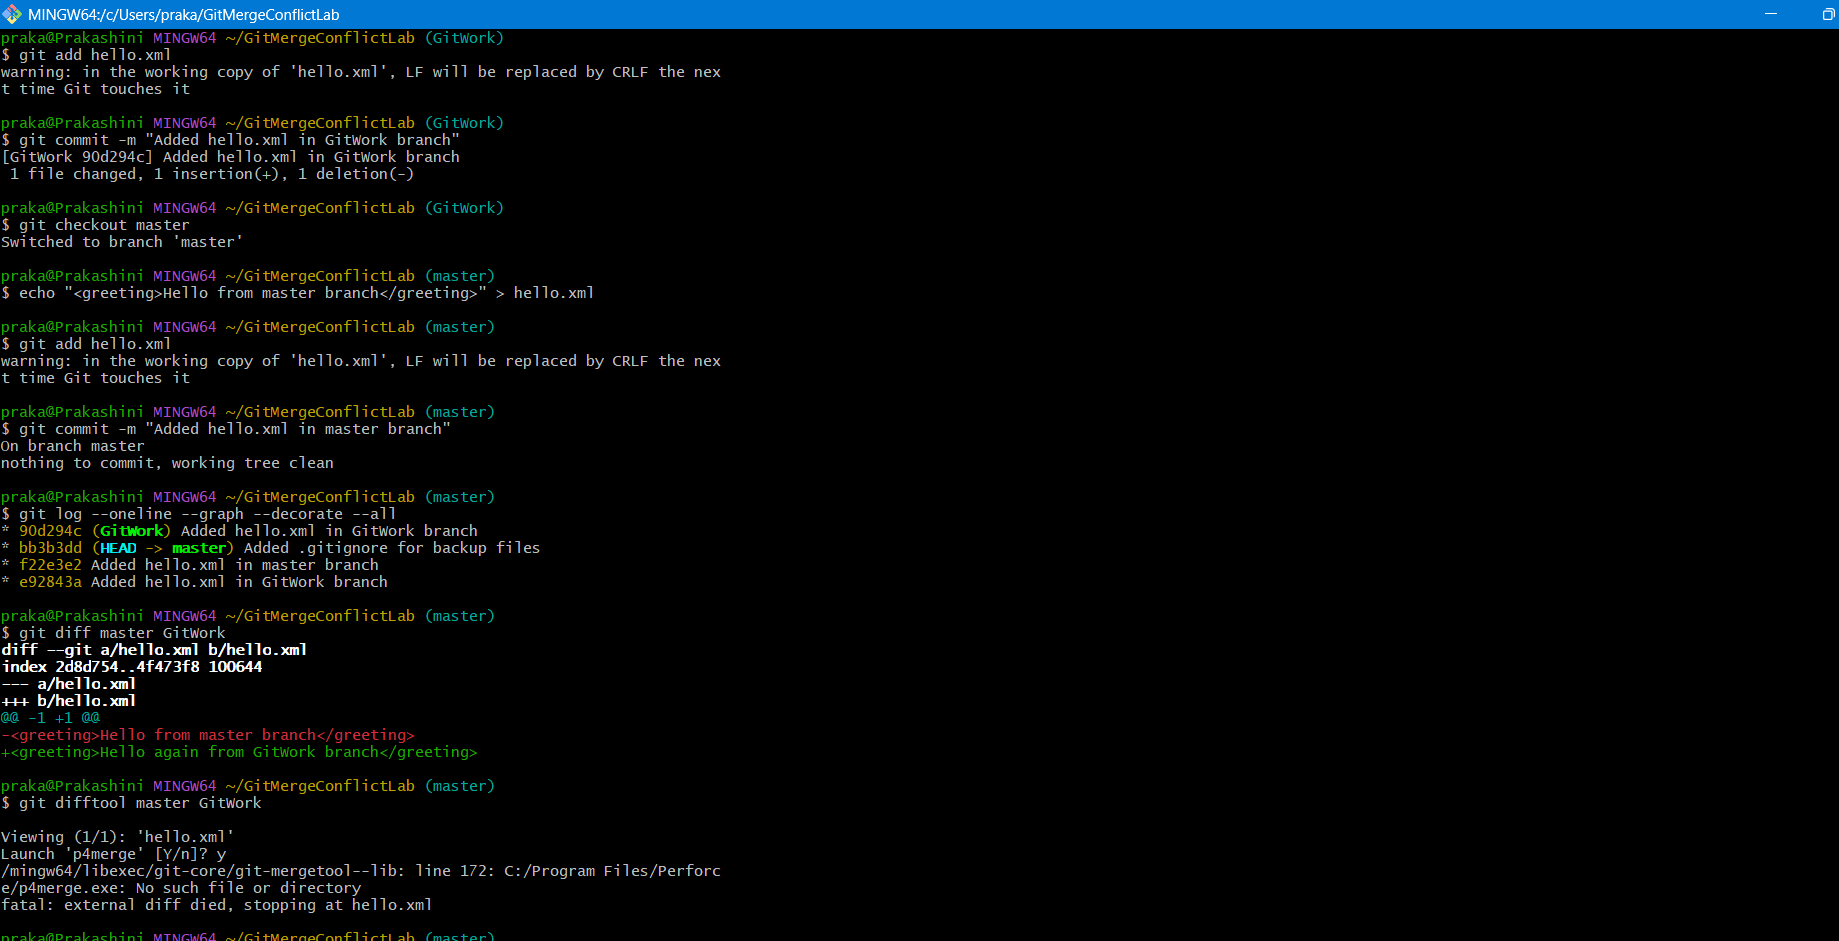 MINGW64:/c/Users/praka/GitMergeConflictLab
praka@Prakashini MINGW64 ~/GitMergeConflictLab (GitWork)
$ git add hello.xml
warning: in the working copy of 'hello.xml', LF will be replaced by CRLF the nex
t time Git touches it

praka@Prakashini MINGW64 ~/GitMergeConflictLab (GitWork)
$ git commit -m "Added hello.xml in GitWork branch"
[GitWork 90d294c] Added hello.xml in GitWork branch
 1 file changed, 1 insertion(+), 1 deletion(-)

praka@Prakashini MINGW64 ~/GitMergeConflictLab (GitWork)
$ git checkout master
Switched to branch 'master'

praka@Prakashini MINGW64 ~/GitMergeConflictLab (master)
$ echo "<greeting>Hello from master branch</greeting>" > hello.xml

praka@Prakashini MINGW64 ~/GitMergeConflictLab (master)
$ git add hello.xml
warning: in the working copy of 'hello.xml', LF will be replaced by CRLF the nex
t time Git touches it

praka@Prakashini MINGW64 ~/GitMergeConflictLab (master)
$ git commit -m "Added hello.xml in master branch"
On branch master
nothing to commit, working tree clean

praka@Prakashini MINGW64 ~/GitMergeConflictLab (master)
$ git log --oneline --graph --decorate --all
* 90d294c (GitWork) Added hello.xml in GitWork branch
* bb3b3dd (HEAD -> master) Added .gitignore for backup files
* f22e3e2 Added hello.xml in master branch
* e92843a Added hello.xml in GitWork branch

praka@Prakashini MINGW64 ~/GitMergeConflictLab (master)
$ git diff master GitWork
diff --git a/hello.xml b/hello.xml
index 2d8d754..4f473f8 100644
--- a/hello.xml
+++ b/hello.xml
@@ -1 +1 @@
-<greeting>Hello from master branch</greeting>
+<greeting>Hello again from GitWork branch</greeting>

praka@Prakashini MINGW64 ~/GitMergeConflictLab (master)
$ git difftool master GitWork

Viewing (1/1): 'hello.xml'
Launch 'p4merge' [Y/n]? y
/mingw64/libexec/git-core/git-mergetool--lib: line 172: C:/Program Files/Perforc
e/p4merge.exe: No such file or directory
fatal: external diff died, stopping at hello.xml

praka@Prakashini MINGW64 ~/GitMergeConflictLab (master)